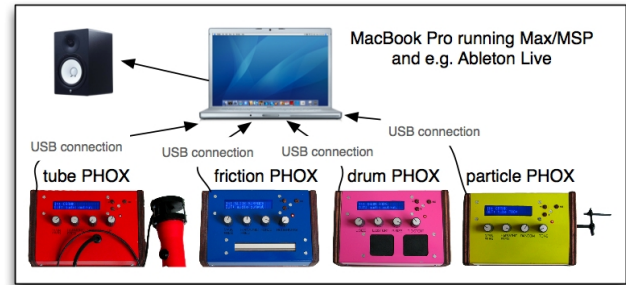 MacBook Pro running Max/MSP
and e.g. Ableton Live
USB connection
USB connection
USB connection
USB connection
tube PHOX
friction PHOX
drum PHOX
particle PHOX